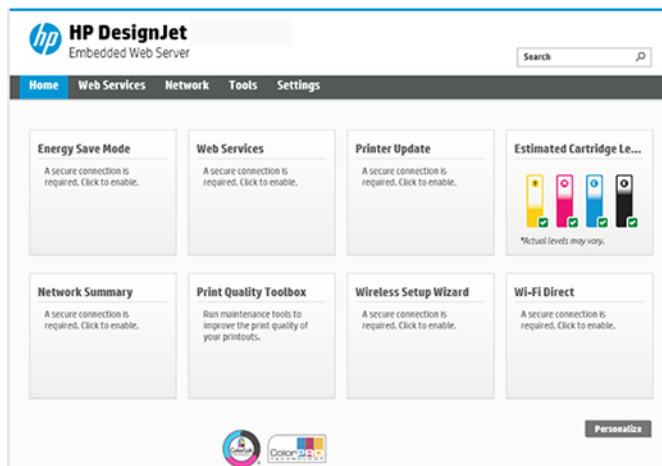 hp
HP DesignJet
Embedded Web Server
Search
Home Web Services Network Tools Settings
Energy Save Mode
A secure connection is
required. Click to enable.
Web Services
A secure connection is
required. Click to enable.
Printer Update
A secure connection is
required. Click to enable.
Estimated Cartridge Le...
*Actual levels may vary.
Network Summary
A secure connection is
required. Click to enable.
Print Quality Toolbox
Run maintenance tools to
improve the print quality of
your printouts.
Wireless Setup Wizard
A secure connection is
required. Click to enable.
Wi-Fi Direct
A secure connection is
required. Click to enable.
Personalize
ColorLok
ColorPRO
TECHNOLOGY